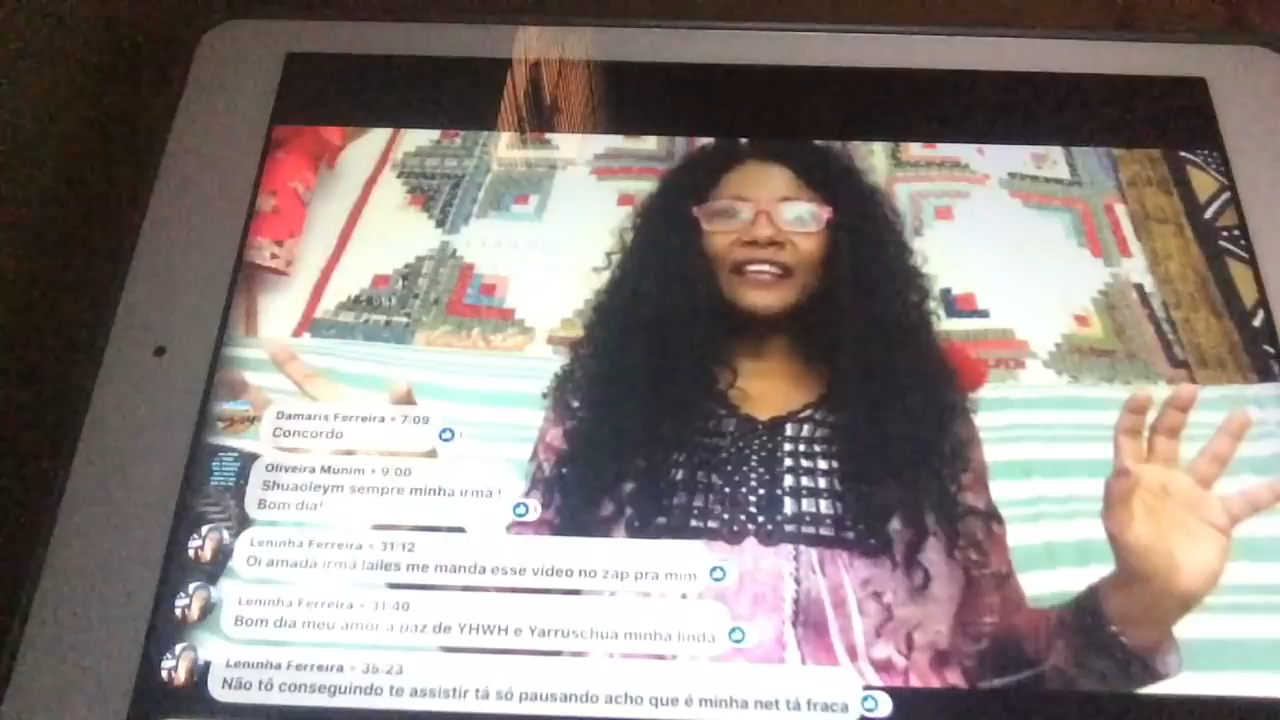 Damaris Ferreira • 7:09
Concordo
Oliveira Munim • 9:00
Shuaoleym sempre minha irmã !
Bom dia!
Leninha Ferreira • 31:12
Oi amada irmã lailes me manda esse vídeo no zap pra mim
Leninha Ferreira • 31:40
Bom dia meu amor a paz de YHWH e Yarruschua minha linda
Leninha Ferreira • 35:23
Não tô conseguindo te assistir tá só pausando acho que é minha net tá fraca